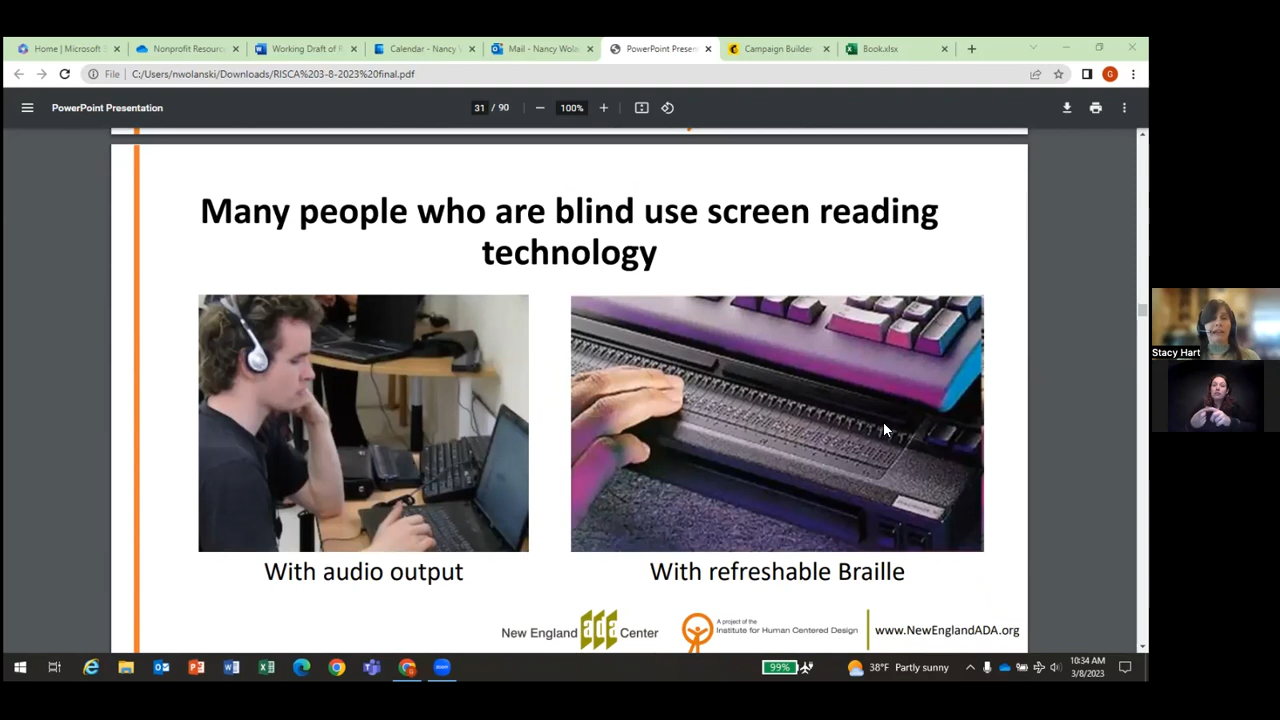 Home | Microsoft
Nonprofit Resourc
Working Draft of
Calendar - Nancy
Mail - Nancy Wola
PowerPoint Presen
Campaign Builder
Book.xlsx
File
C:/Users/nwolanski/Downloads/RISCA%203-8-2023%20final.pdf
G
PowerPoint Presentation
31 / 90
100%
Many people who are blind use screen reading
technology
With audio output
With refreshable Braille
New England ada Center
A project of the
Institute for Human Centered Design
www.NewEnglandADA.org
Stacy Hart
99%
38°F Partly sunny
10:34 AM
3/8/2023